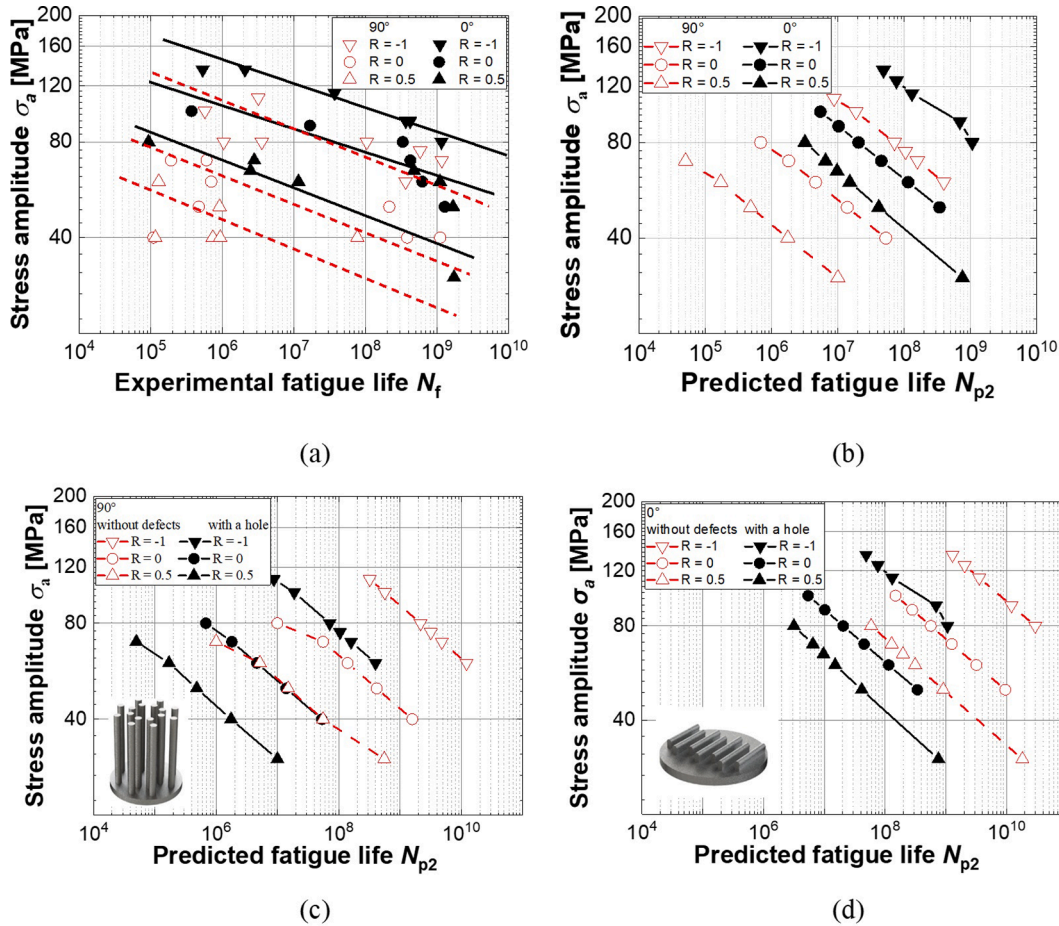 200
160
120
80
40
Stress amplitude σa [MPa]
90° 0°
R = -1 R = -1
R = 0 R = 0
R = 0.5 R = 0.5
10^4 10^5 10^6 10^7 10^8 10^9 10^10
Experimental fatigue life Nf
(a)
200
160
120
80
40
Stress amplitude σa [MPa]
90° 0°
R = -1 R = -1
R = 0 R = 0
R = 0.5 R = 0.5
10^4 10^5 10^6 10^7 10^8 10^9 10^10
Predicted fatigue life Np2
(b)
200
160
120
80
40
Stress amplitude σa [MPa]
90°
without defects with a hole
R = -1 R = -1
R = 0 R = 0
R = 0.5 R = 0.5
10^4 10^6 10^8 10^10
Predicted fatigue life Np2
(c)
200
160
120
80
40
Stress amplitude σa [MPa]
0°
without defects with a hole
R = -1 R = -1
R = 0 R = 0
R = 0.5 R = 0.5
10^4 10^6 10^8 10^10
Predicted fatigue life Np2
(d)